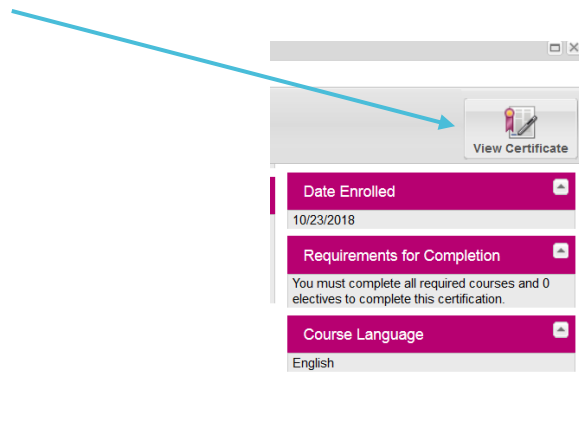 View Certificate
Date Enrolled
10/23/2018
Requirements for Completion
You must complete all required courses and 0
electives to complete this certification.
Course Language
English